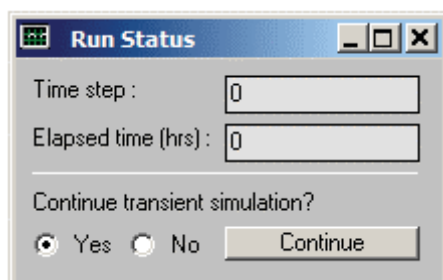 Run Status
Time step : 0
Elapsed time (hrs) : 0
Continue transient simulation?
Yes No Continue